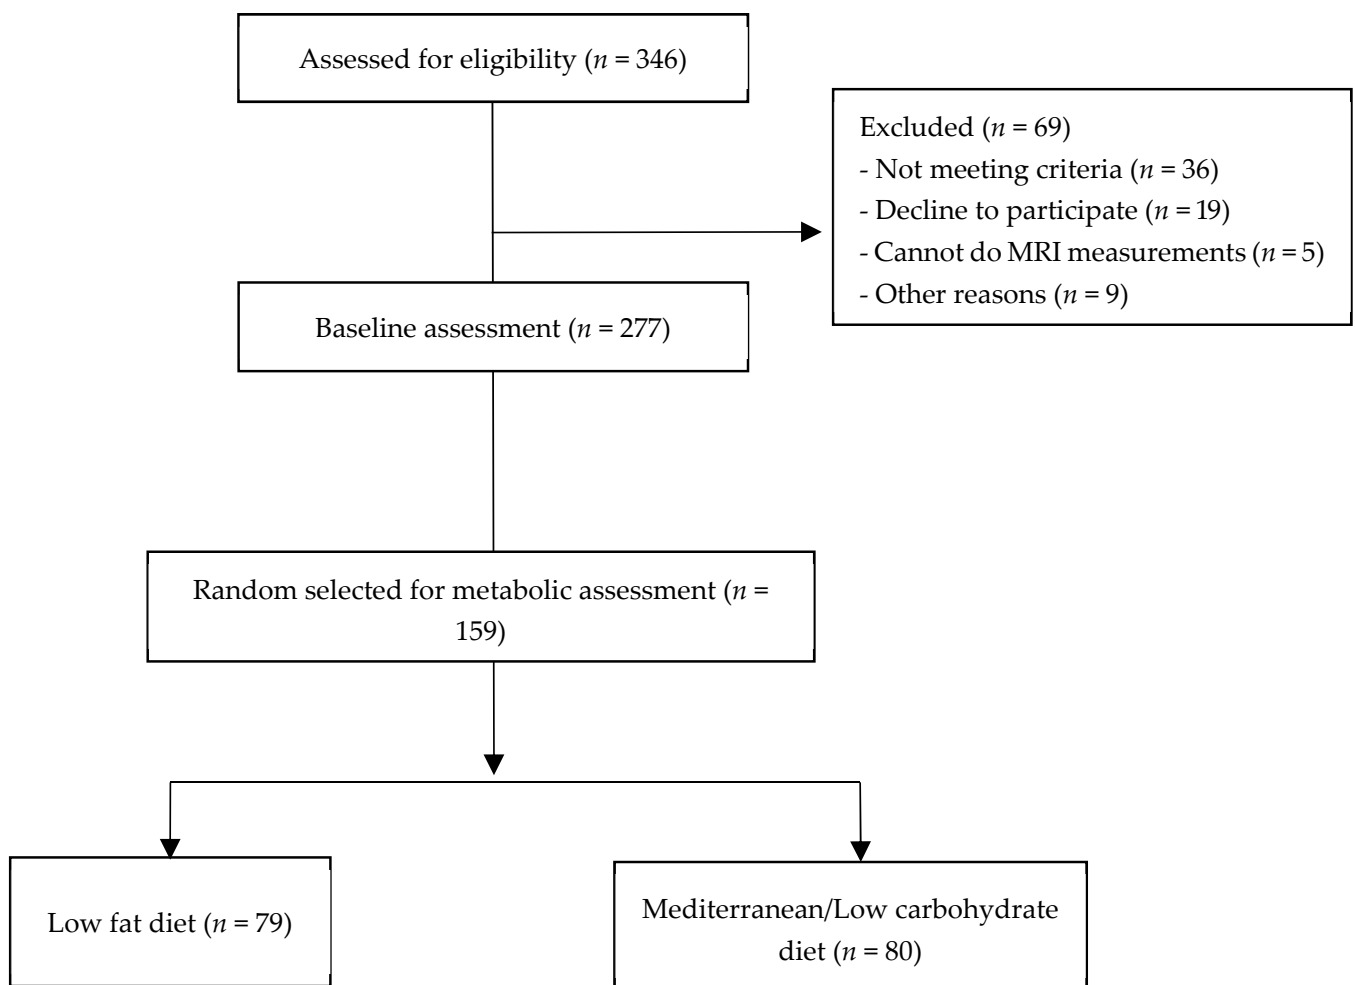 Assessed for eligibility (n = 346)
Excluded (n = 69)
- Not meeting criteria (n = 36)
- Decline to participate (n = 19)
- Cannot do MRI measurements (n = 5)
- Other reasons (n = 9)
Baseline assessment (n = 277)
Random selected for metabolic assessment (n =
159)
Low fat diet (n = 79)
Mediterranean/Low carbohydrate
diet (n = 80)